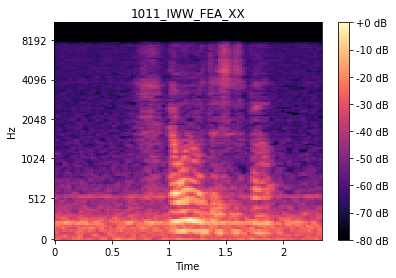 1011_IWW_FEA_XX
+0 dB
8192
-10 dB
4096
-20 dB
-30 dB
2048
Hz
-40 dB
1024
-50 dB
512
-60 dB
-70 dB
0
-80 dB
0 0.5 1 1.5 2
Time